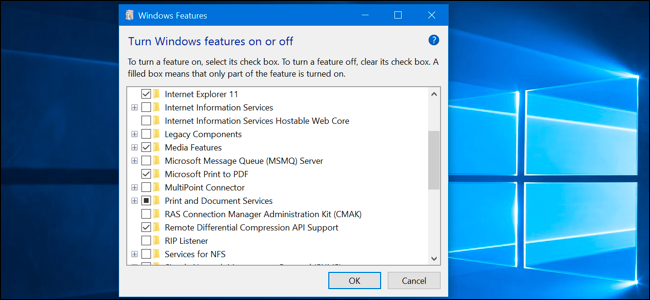 Windows Features
Turn Windows features on or off
?
To turn a feature on, select its check box. To turn a feature off, clear its check box. A
filled box means that only part of the feature is turned on.
Internet Explorer 11
Internet Information Services
Internet Information Services Hostable Web Core
Legacy Components
Media Features
Microsoft Message Queue (MSMQ) Server
Microsoft Print to PDF
MultiPoint Connector
Print and Document Services
RAS Connection Manager Administration Kit (CMAK)
Remote Differential Compression API Support
RIP Listener
Services for NFS
OK
Cancel